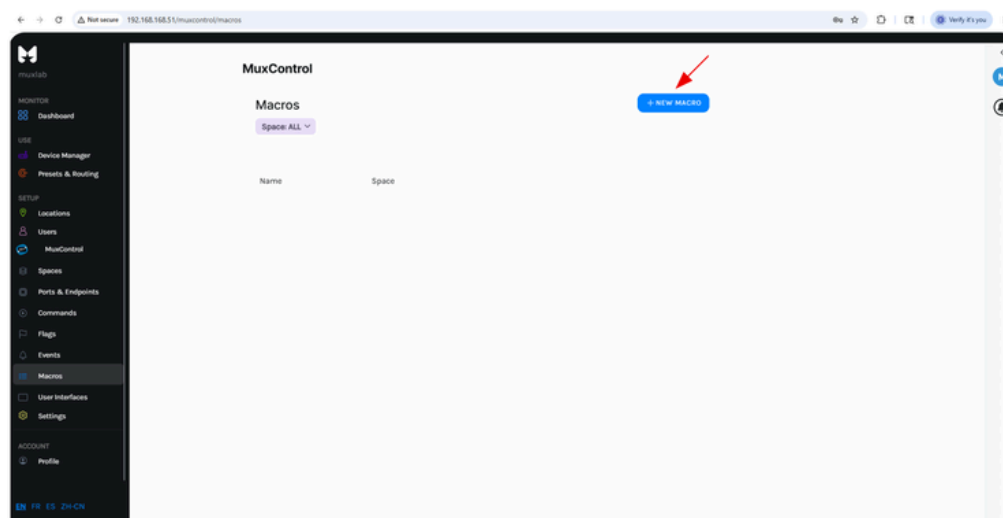 Not secure 192.168.168.51/muxcontrol/macros Verify it's you
muxlab
MONITOR
Dashboard
USE
Device Manager
Presets & Routing
SETUP
Locations
Users
MuxControl
Spaces
Ports & Endpoints
Commands
Flags
Events
Macros
User Interfaces
Settings
ACCOUNT
Profile
EN FR ES ZH-CN
MuxControl
Macros
+ NEW MACRO
Space: ALL
Name Space
M